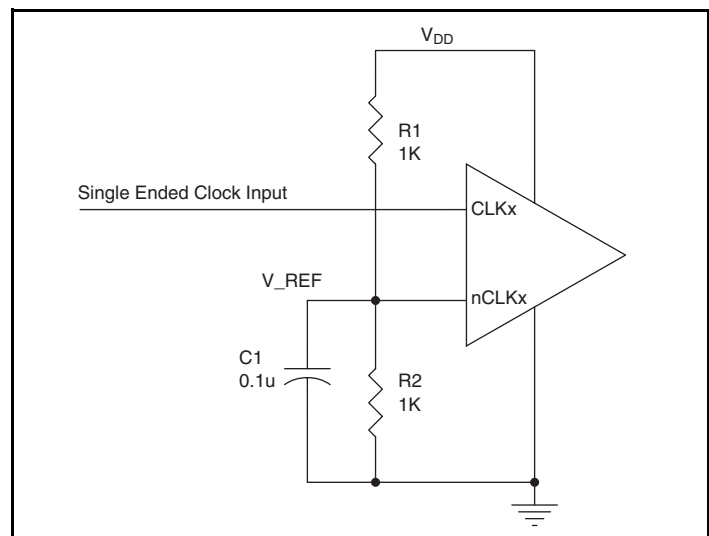 V_DD
R1
1K
Single Ended Clock Input
CLKx
V_REF
nCLKx
C1
0.1u
R2
1K